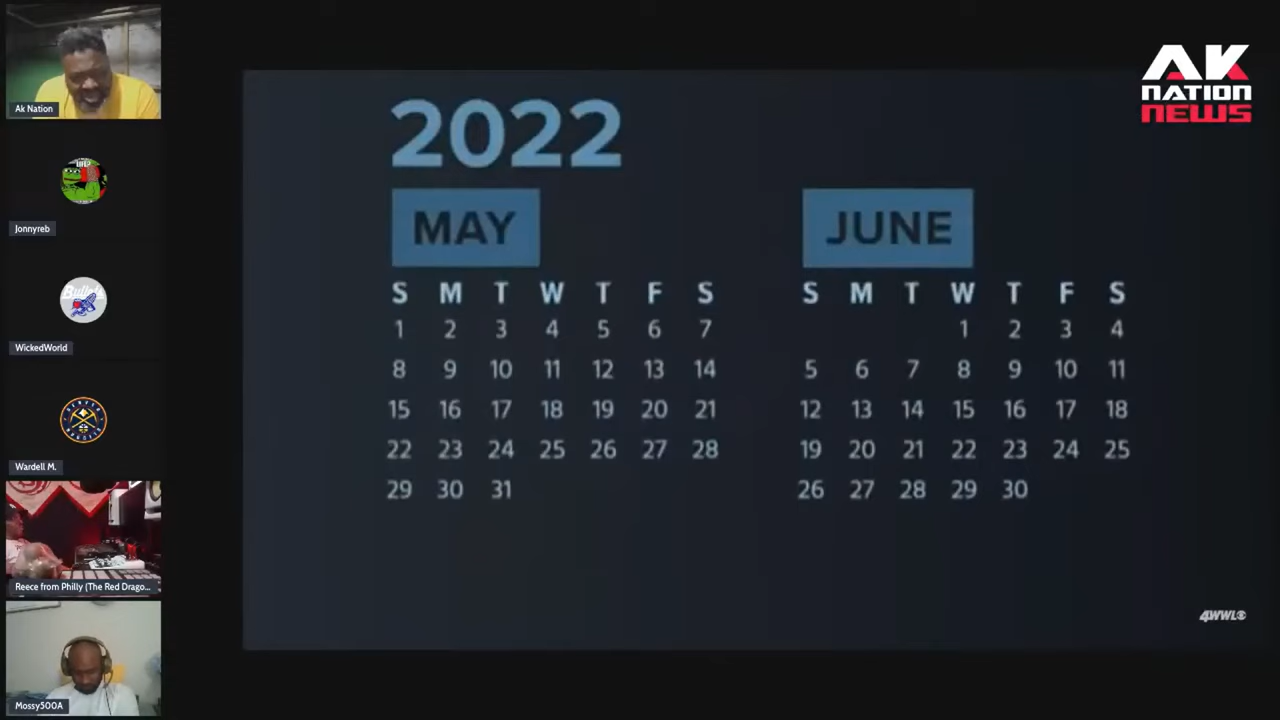 AK
NATION
NEWS
2022
MAY
S M T W T F S
1 2 3 4 5 6 7
8 9 10 11 12 13 14
15 16 17 18 19 20 21
22 23 24 25 26 27 28
29 30 31
JUNE
S M T W T F S
1 2 3 4
5 6 7 8 9 10 11
12 13 14 15 16 17 18
19 20 21 22 23 24 25
26 27 28 29 30
4WWL
Ak Nation
Jonnyreb
Bullets
WickedWorld
DENVER
NUGGETS
Wardell M.
Reece from Philly (The Red Drago...
Mossy500A